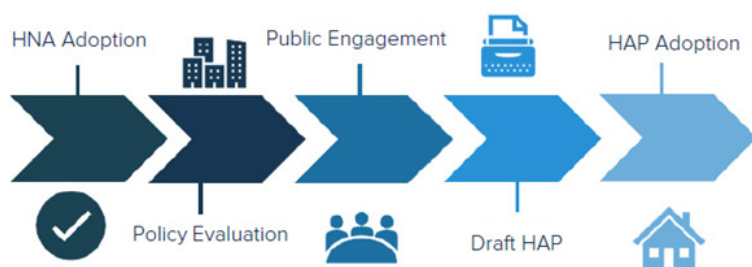 HNA Adoption
Policy Evaluation
Public Engagement
Draft HAP
HAP Adoption